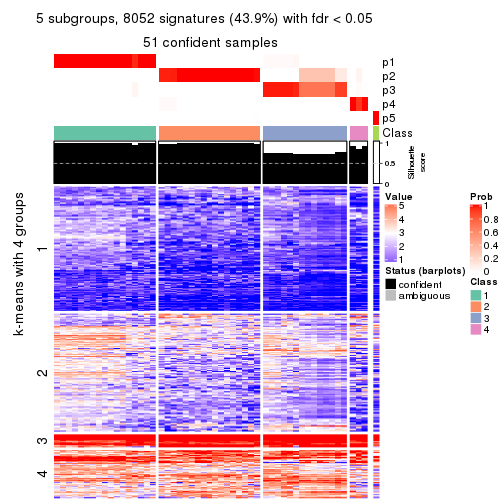 5 subgroups, 8052 signatures (43.9%) with fdr < 0.05
51 confident samples
p1
p2
p3
p4
p5
Class
1
0.5
0
Silhouette
score
k-means with 4 groups
1
2
3
4
Value
5
4
3
2
1
Status (barplots)
confident
ambiguous
Prob
1
0.8
0.6
0.4
0.2
0
Class
1
2
3
4